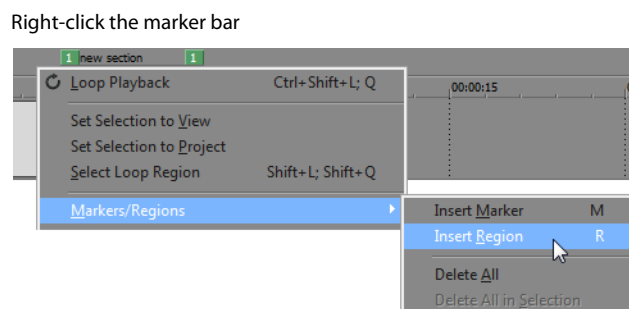 Right-click the marker bar
1 new section 1
Loop Playback Ctrl+Shift+L; Q
00:00:15
Set Selection to View
Set Selection to Project
Select Loop Region Shift+L; Shift+Q
Markers/Regions
Insert Marker M
Insert Region R
Delete All
Delete All in Selection